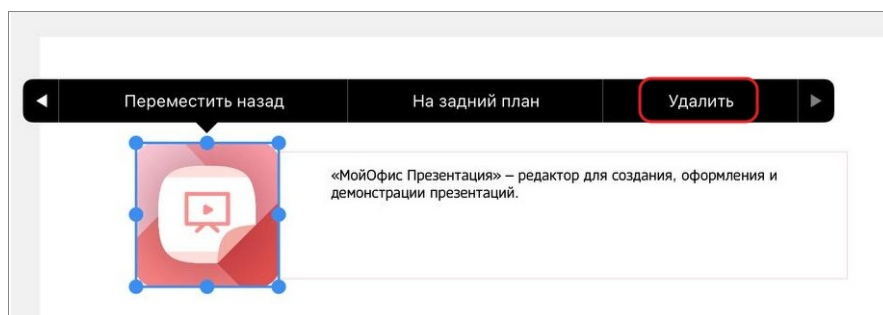 Переместить назад На задний план Удалить
«МойОфис Презентация» – редактор для создания, оформления и
демонстрации презентаций.